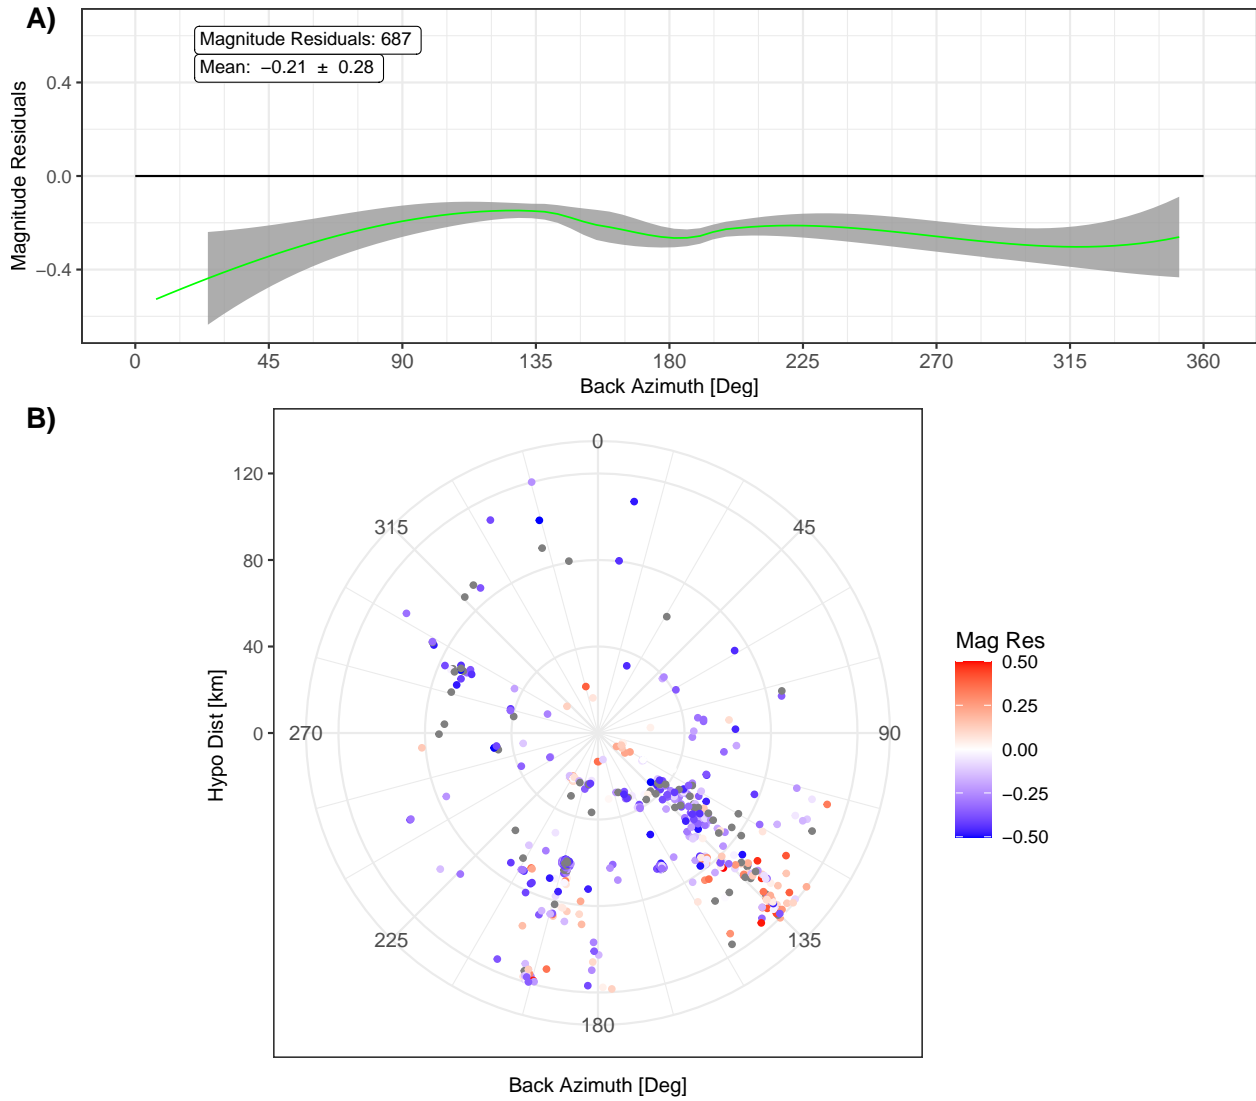 A)
Magnitude Residuals: 687
Mean: −0.21 ± 0.28
Magnitude Residuals
0.4
0.0
−0.4
0 45 90 135 180 225 270 315 360
Back Azimuth [Deg]
B)
Hypo Dist [km]
120
80
40
0
0
45
90
135
180
225
270
315
Back Azimuth [Deg]
Mag Res
0.50
0.25
0.00
−0.25
−0.50